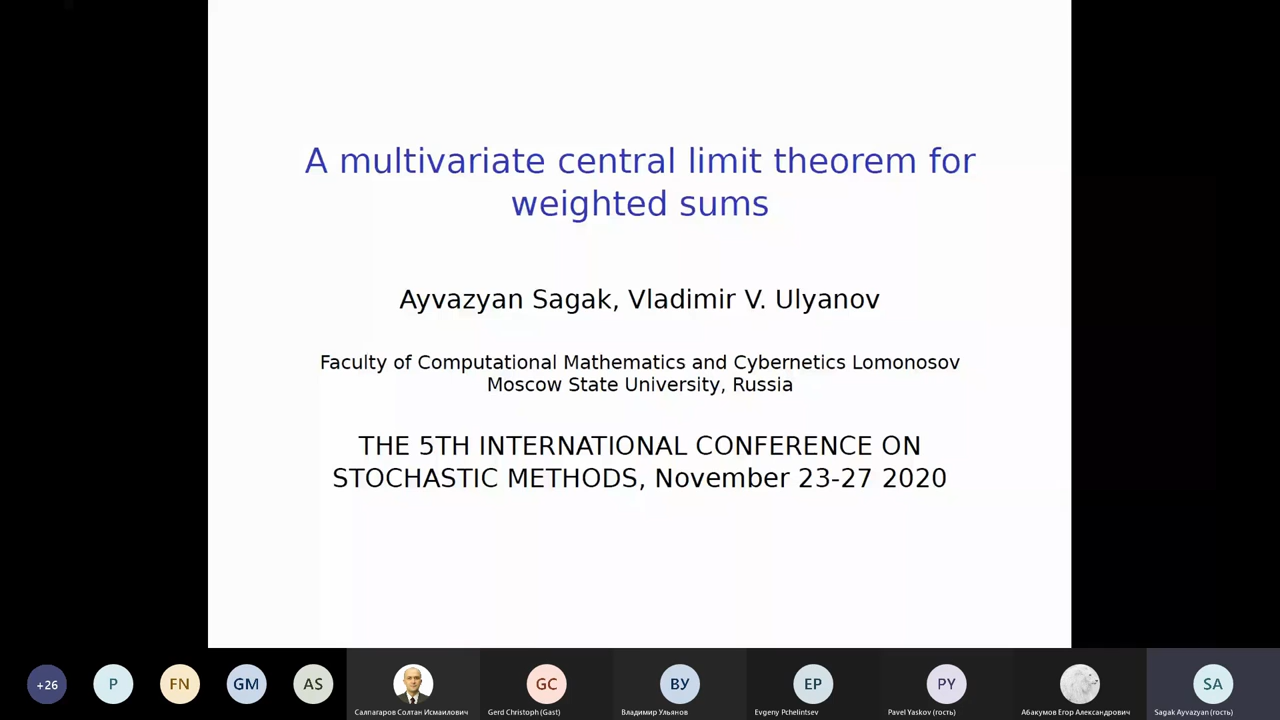 A multivariate central limit theorem for
weighted sums
Ayvazyan Sagak, Vladimir V. Ulyanov
Faculty of Computational Mathematics and Cybernetics Lomonosov
Moscow State University, Russia
THE 5TH INTERNATIONAL CONFERENCE ON
STOCHASTIC METHODS, November 23-27 2020
+26
P
FN
GM
AS
GC
ВУ
EP
PY
SA
Салпагаров Солтан Исмаилович
Gerd Christoph (Gast)
Владимир Ульянов
Evgeny Pchelintsev
Pavel Yaskov (гость)
Абакумов Егор Александрович
Sagak Ayvazyan (гость)